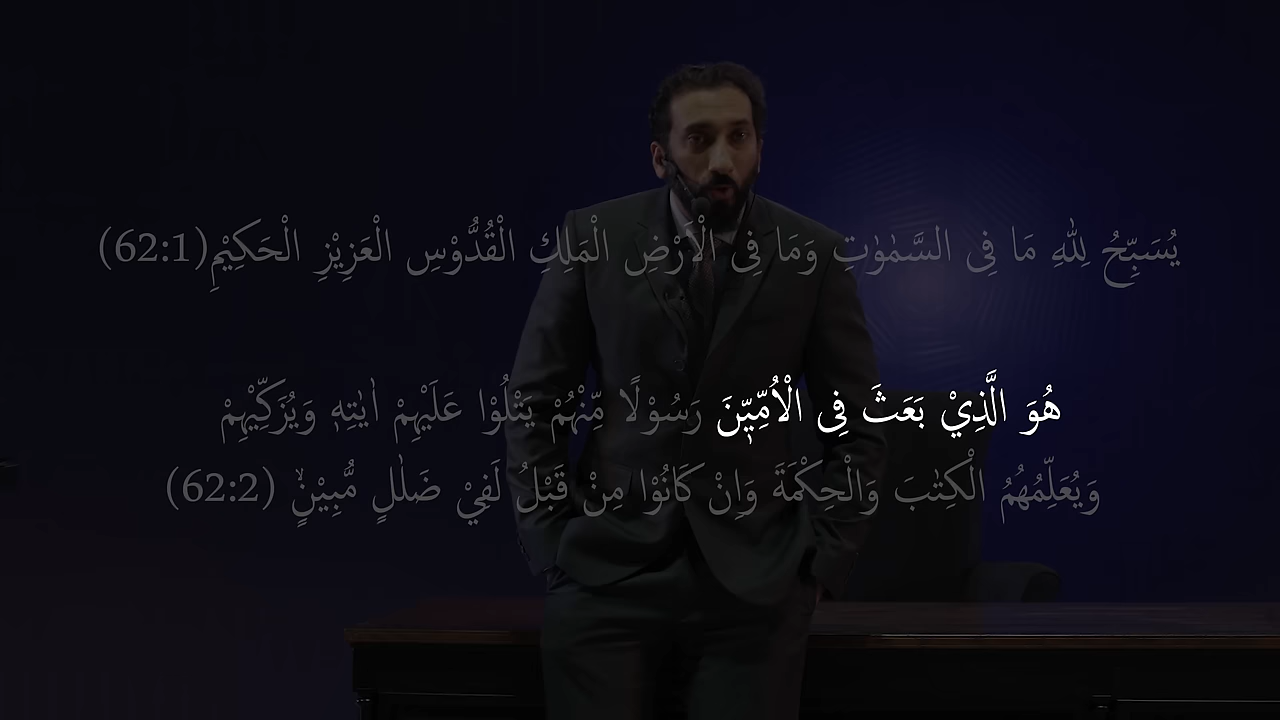 يُسَبِّحُ لِلّٰهِ مَا فِى السَّمٰوٰتِ وَمَا فِى الْاَرْضِ الْمَلِكِ الْقُدُّوْسِ الْعَزِيْزِ الْحَكِيْمِ(62:1)
هُوَ الَّذِيْ بَعَثَ فِى الْاُمِّيّٖنَ رَسُوْلًا مِّنْهُمْ يَتْلُوْا عَلَيْهِمْ اٰيٰتِهٖ وَيُزَكِّيْهِمْ
وَيُعَلِّمُهُمُ الْكِتٰبَ وَالْحِكْمَةَ وَاِنْ كَانُوْا مِنْ قَبْلُ لَفِيْ ضَلٰلٍ مُّبِيْنٍۙ (62:2)